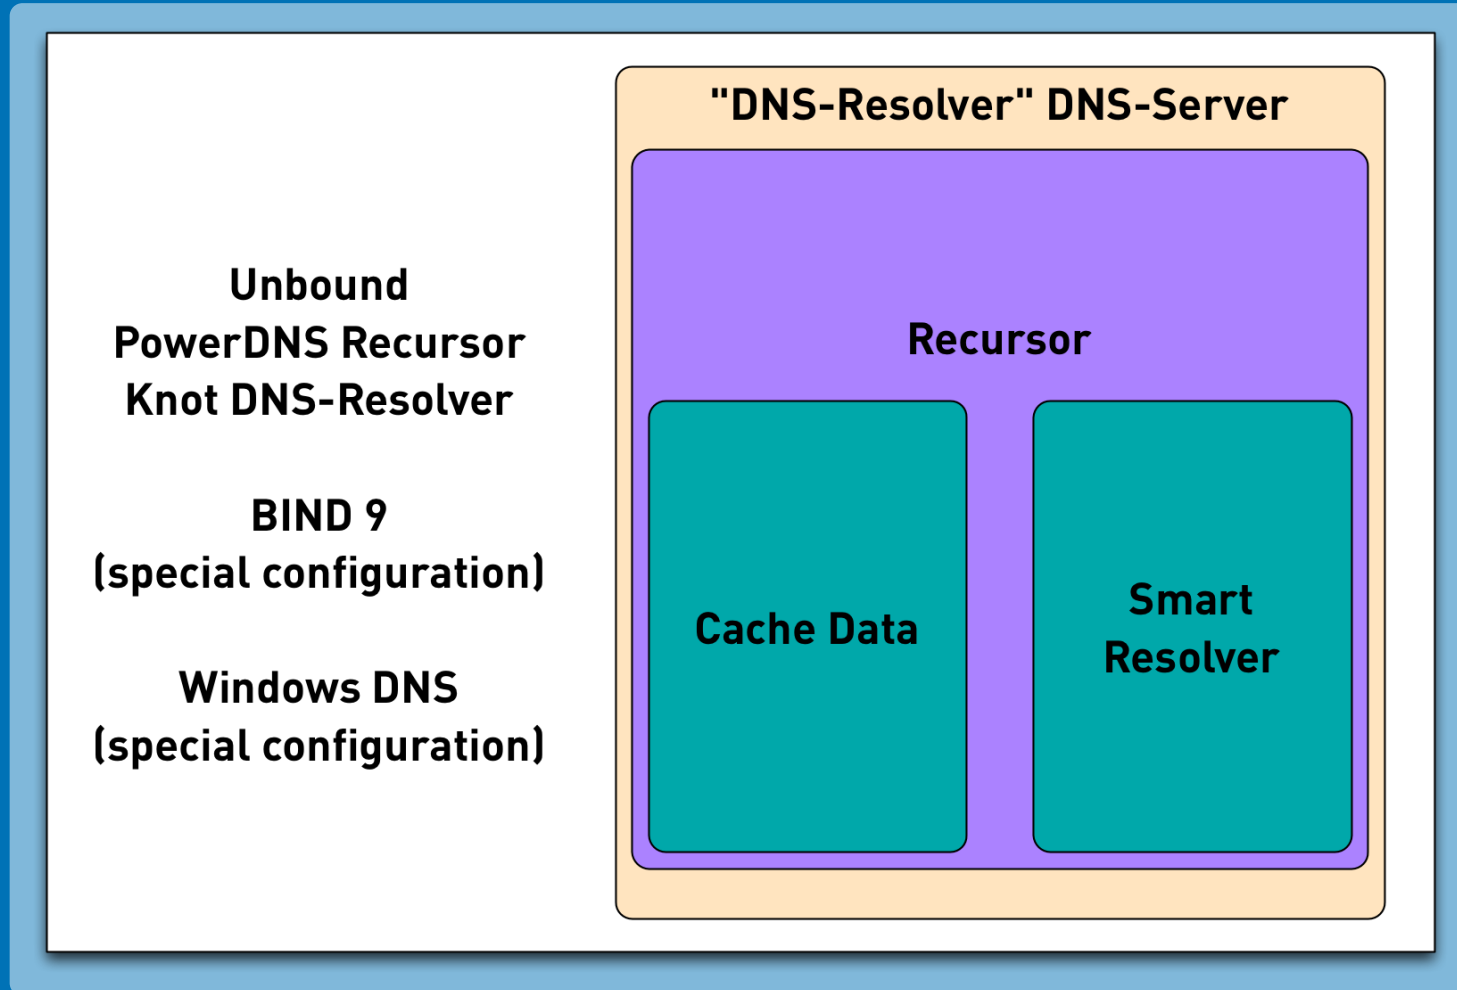 "DNS-Resolver" DNS-Server
Unbound
PowerDNS Recursor
Knot DNS-Resolver
BIND 9
(special configuration)
Windows DNS
(special configuration)
Recursor
Cache Data
Smart
Resolver